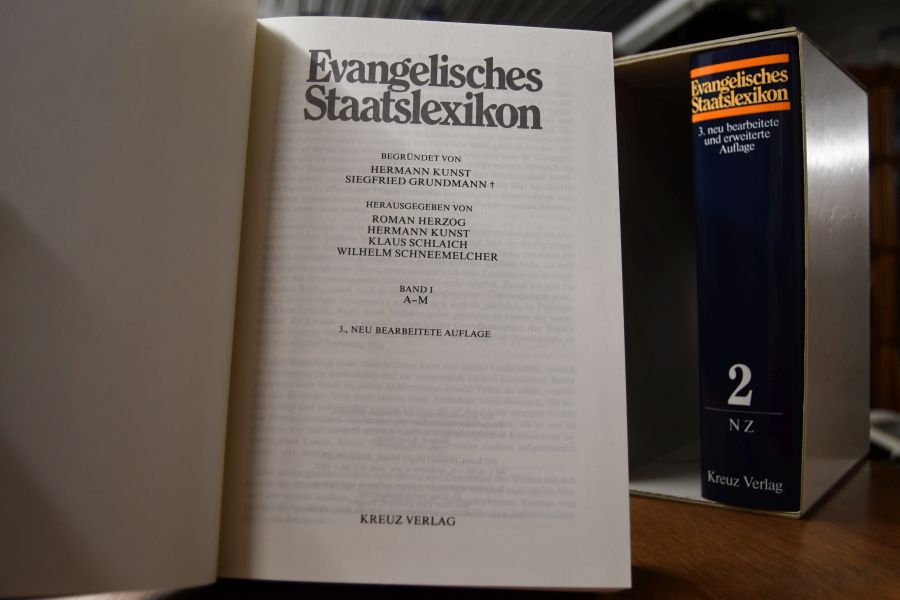 Evangelisches
Staatslexikon
BEGRÜNDET VON
HERMANN KUNST
SIEGFRIED GRUNDMANN †
HERAUSGEGEBEN VON
ROMAN HERZOG
HERMANN KUNST
KLAUS SCHLAICH
WILHELM SCHNEEMELCHER
BAND I
A–M
3., NEU BEARBEITETE AUFLAGE
KREUZ VERLAG
Evangelisches
Staatslexikon
3. neu bearbeitete
und erweiterte
Auflage
2
N Z
Kreuz Verlag